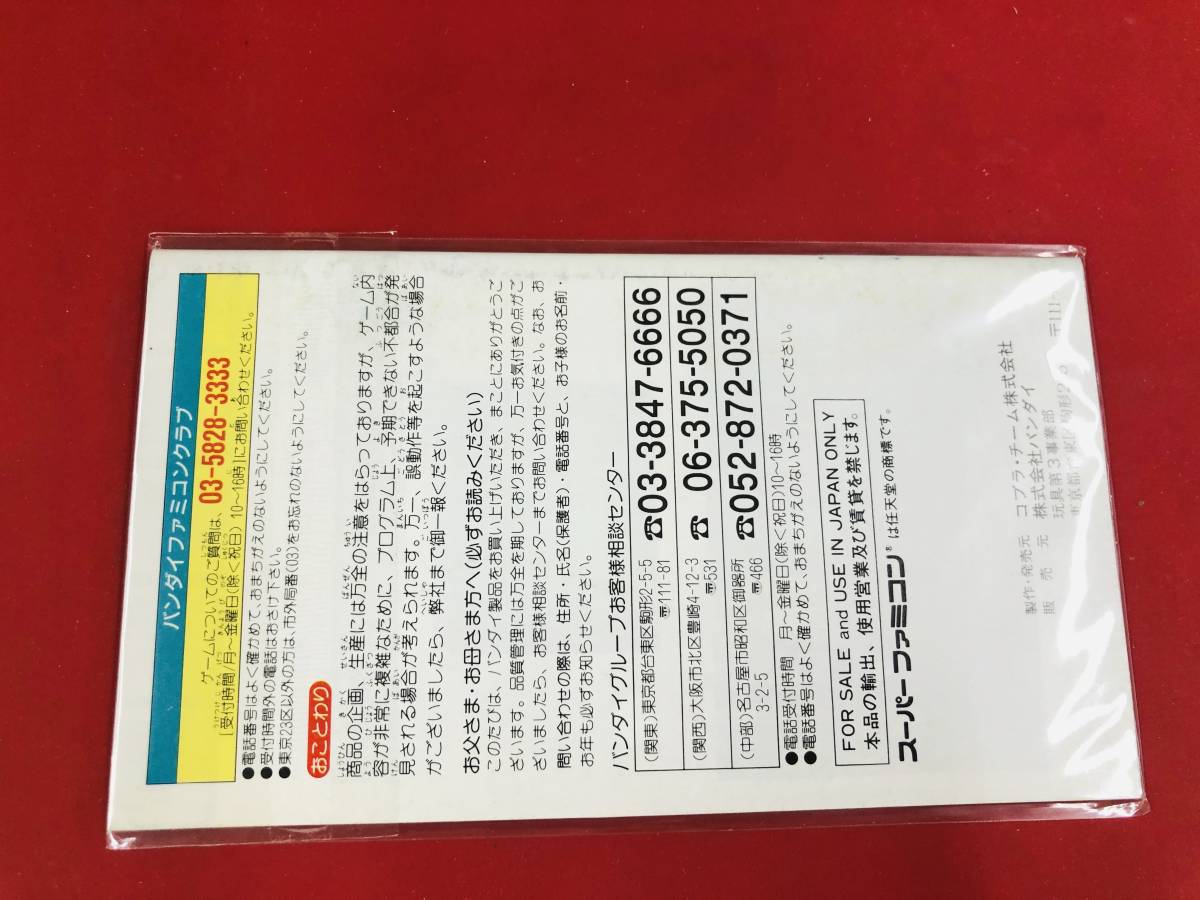 バンダイファミコンクラブ
ゲームについてのご質問は、03-5828-3333
[受付時間/月〜金曜日(除く祝日)10〜16時]にお問い合わせください。
●電話番号はよく確かめて、おまちがえのないようにしてください。
●受付時間外の電話はおさけ下さい。
●東京23区以外の方は、市外局番(03)をお忘れのないようにしてください。
おことわり
商品の企画、生産には万全の注意をはらっておりますが、ゲーム内
容が非常に複雑なために、プログラム上、予期できない不都合が発
見される場合が考えられます。万一、誤動作等を起こすような場合
がございましたら、弊社まで御一報ください。
お父さま・お母さま方へ(必ずお読みください)
このたびは、バンダイ製品をお買い上げいただき、まことにありがとうご
ざいます。品質管理には万全を期しておりますが、万一お気付きの点がご
ざいましたら、お客様相談センターまでお問い合わせください。なお、お
問い合わせの際は、住所・氏名(保護者)・電話番号と、お子様のお名前・
お年も必ずお知らせください。
バンダイグループお客様相談センター
(関東)東京都台東区駒形2-5-5 〒111-81 ☎03-3847-6666
(関西)大阪市北区豊崎4-12-3 〒531 ☎06-375-5050
(中部)名古屋市昭和区御器所3-2-5 〒466 ☎052-872-0371
●電話受付時間 月〜金曜日(除く祝日)10〜16時
●電話番号はよく確かめて、おまちがえのないようにしてください。
FOR SALE and USE IN JAPAN ONLY
本品の輸出、使用営業及び賃貸を禁じます。
スーパーファミコン®は任天堂の商標です。
製作・発売元 コブラ・チーム株式会社
販売元 株式会社バンダイ
玩具第3事業部
東京都 駒形2 〒111-